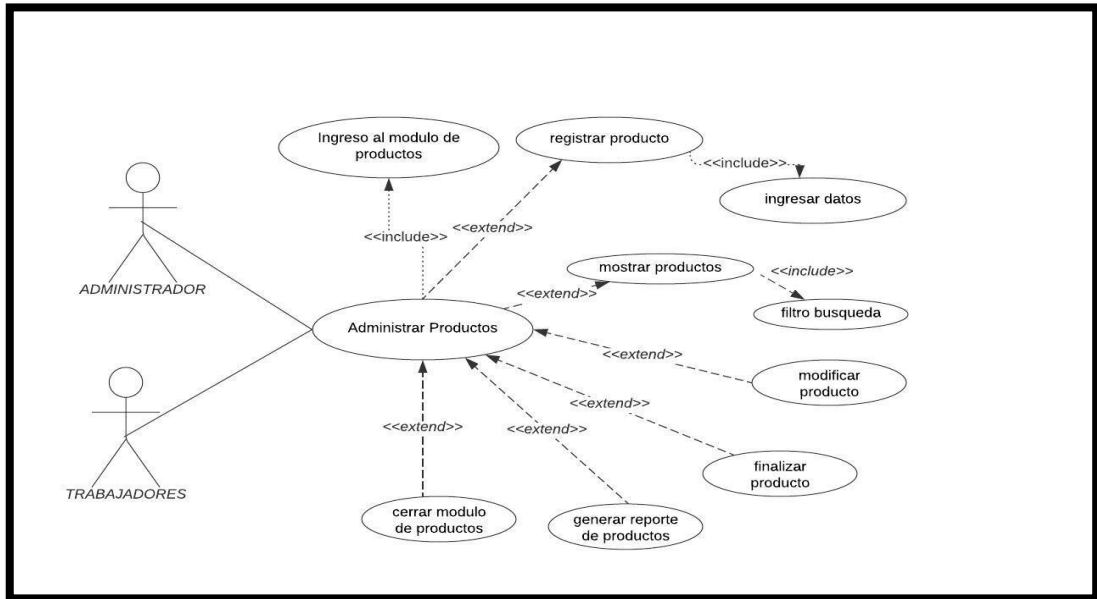 Ingreso al modulo de
productos
registrar producto
<<include>>
ingresar datos
<<include>>
<<extend>>
mostrar productos
<<include>>
<<extend>>
filtro busqueda
ADMINISTRADOR
Administrar Productos
<<extend>>
modificar
producto
<<extend>>
<<extend>>
<<extend>>
finalizar
producto
TRABAJADORES
cerrar modulo
de productos
generar reporte
de productos